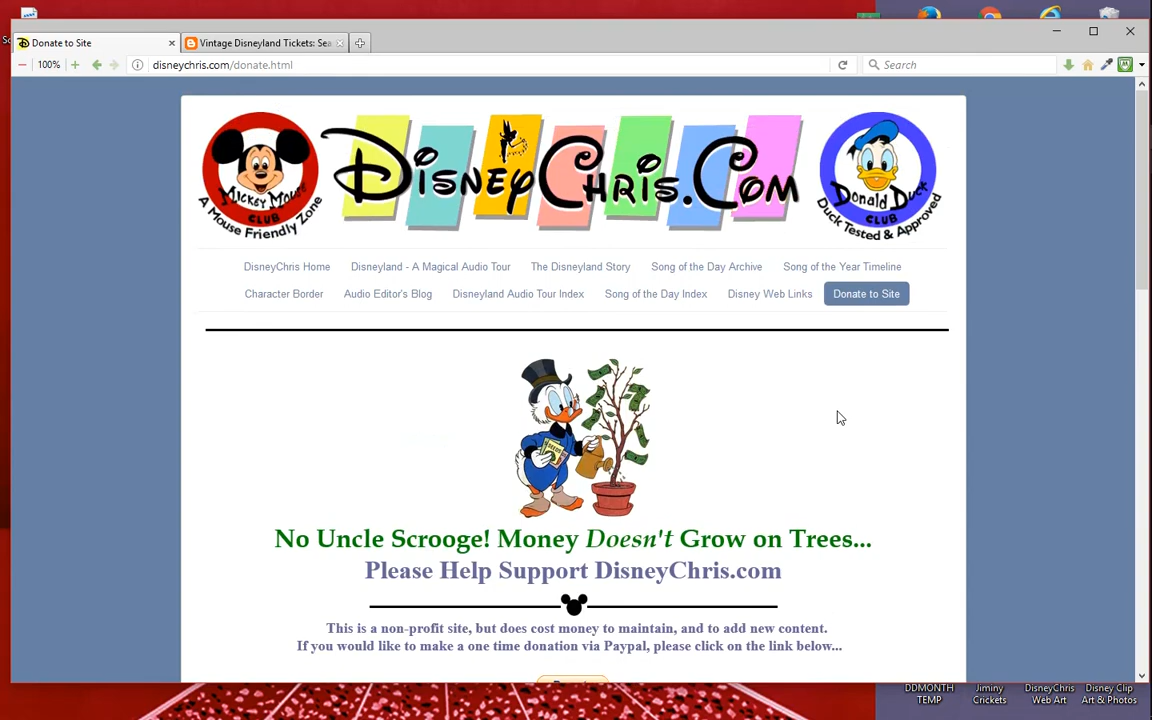 Donate to Site
Vintage Disneyland Tickets: Sea
100%
disneychris.com/donate.html
Search
DisneyChris.Com
Mickey Mouse
CLUB
A Mouse Friendly Zone
Donald Duck
CLUB
Duck Tested & Approved
DisneyChris Home
Disneyland - A Magical Audio Tour
The Disneyland Story
Song of the Day Archive
Song of the Year Timeline
Character Border
Audio Editor's Blog
Disneyland Audio Tour Index
Song of the Day Index
Disney Web Links
Donate to Site
No Uncle Scrooge! Money Doesn't Grow on Trees...
Please Help Support DisneyChris.com
This is a non-profit site, but does cost money to maintain, and to add new content.
If you would like to make a one time donation via Paypal, please click on the link below...
DDMONTH
TEMP
Jiminy
Crickets
DisneyChris
Web Art
Disney Clip
Art & Photos